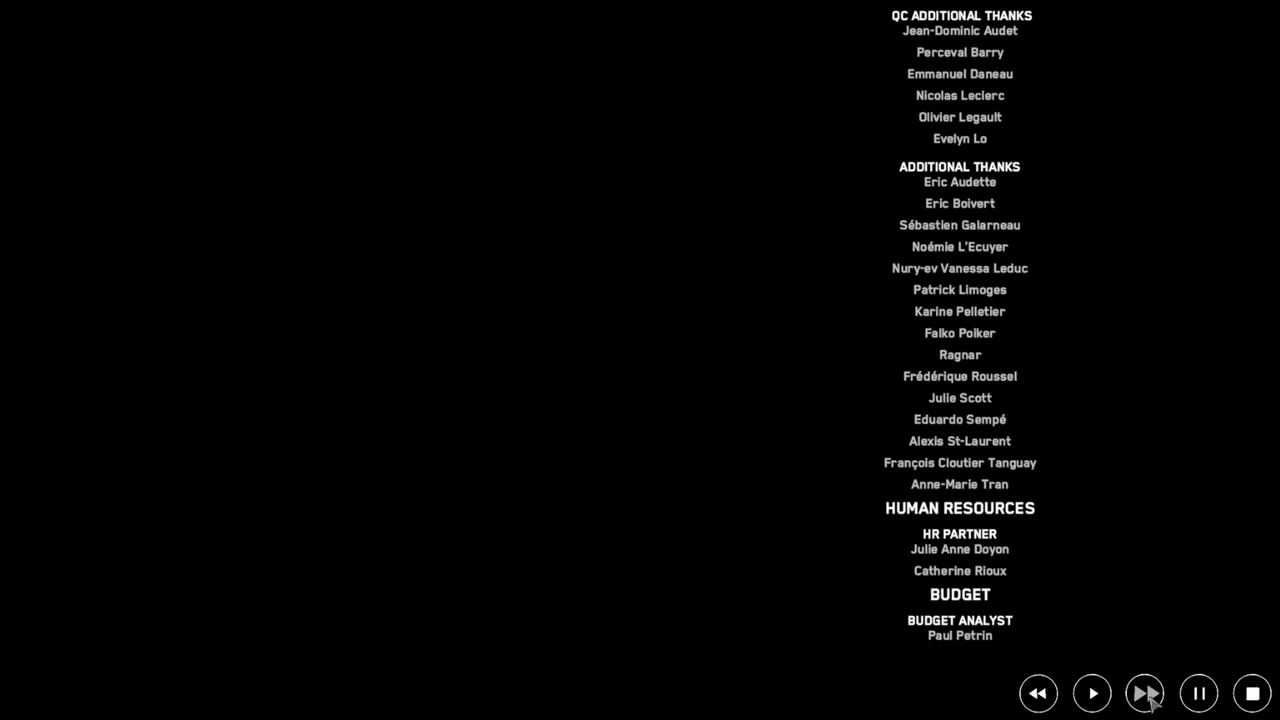 QC ADDITIONAL THANKS
Jean-Dominic Audet
Perceval Barry
Emmanuel Daneau
Nicolas Leclerc
Olivier Legault
Evelyn Lo
ADDITIONAL THANKS
Eric Audette
Eric Boivert
Sébastien Galarneau
Noémie L'Ecuyer
Nury-ev Vanessa Leduc
Patrick Limoges
Karine Pelletier
Falko Poiker
Ragnar
Frédérique Roussel
Julie Scott
Eduardo Sempé
Alexis St-Laurent
François Cloutier Tanguay
Anne-Marie Tran
HUMAN RESOURCES
HR PARTNER
Julie Anne Doyon
Catherine Rioux
BUDGET
BUDGET ANALYST
Paul Petrin